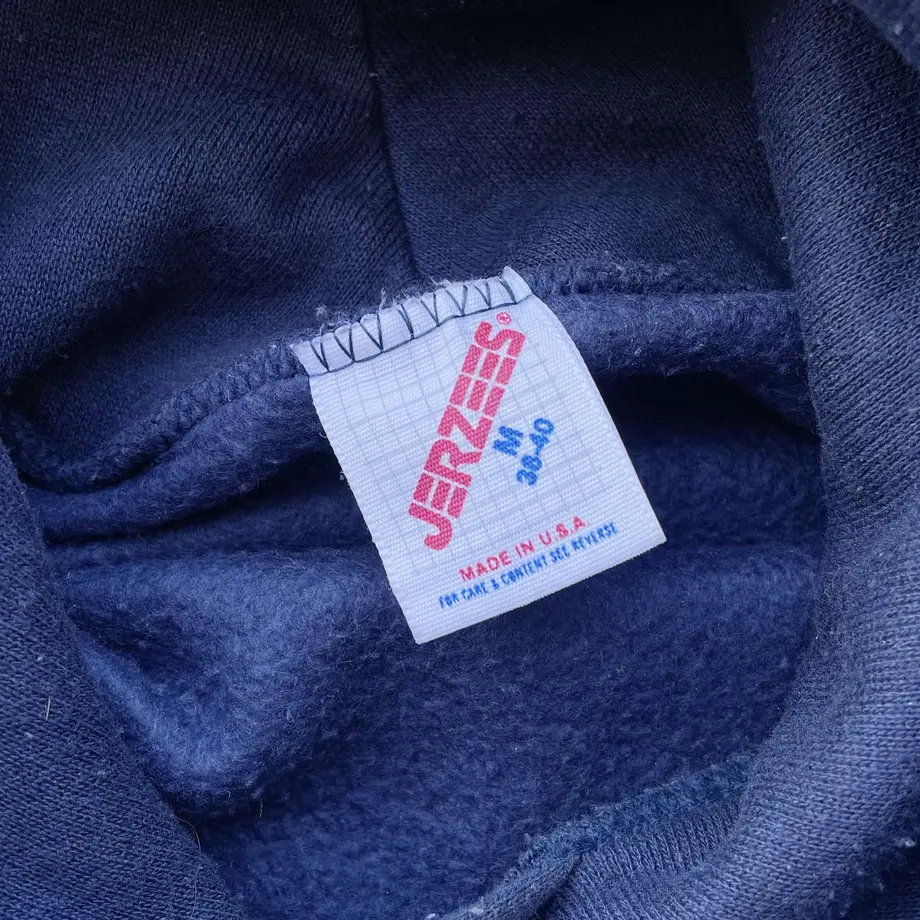 JERZEES®
M
38-40
MADE IN U.S.A.
FOR CARE & CONTENT SEE REVERSE